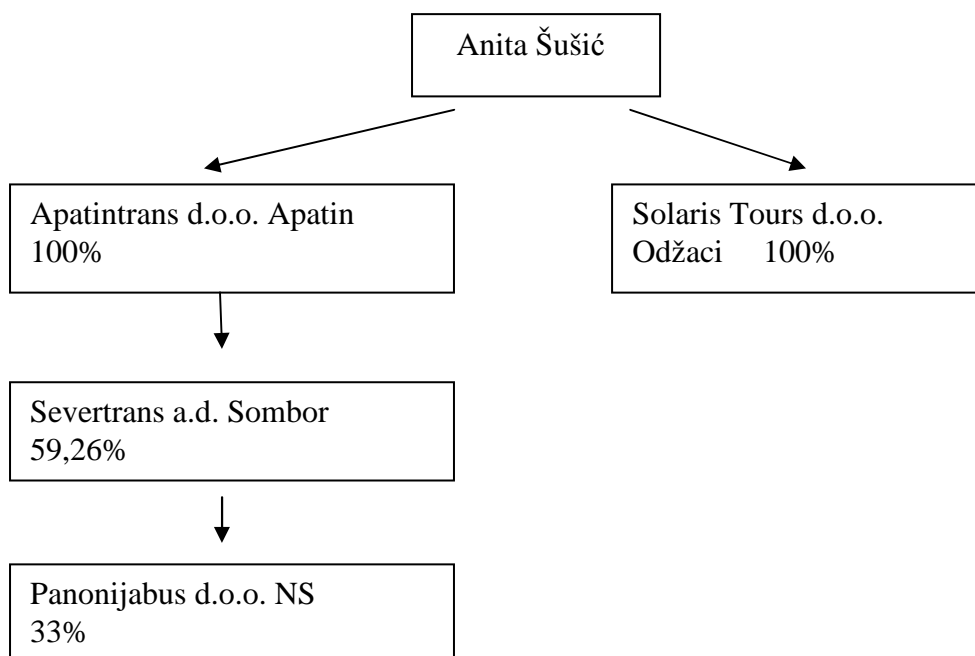 Anita Šušić
Apatintrans d.o.o. Apatin
100%
Solaris Tours d.o.o.
Odžaci 100%
Severtrans a.d. Sombor
59,26%
Panonijabus d.o.o. NS
33%